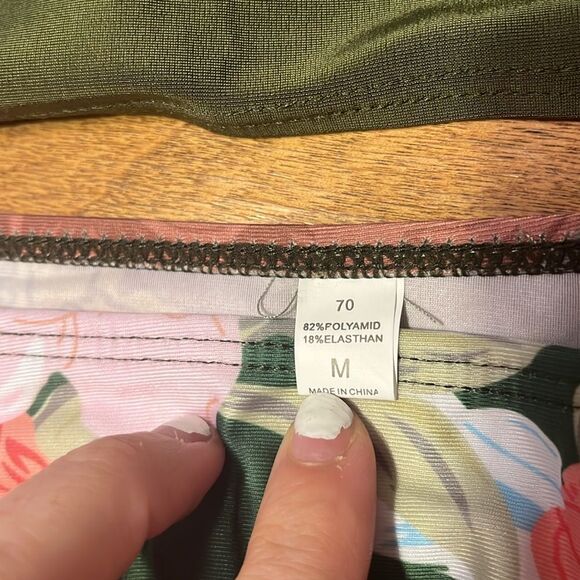 70
82%POLYAMID
18%ELASTHAN
M
MADE IN CHINA